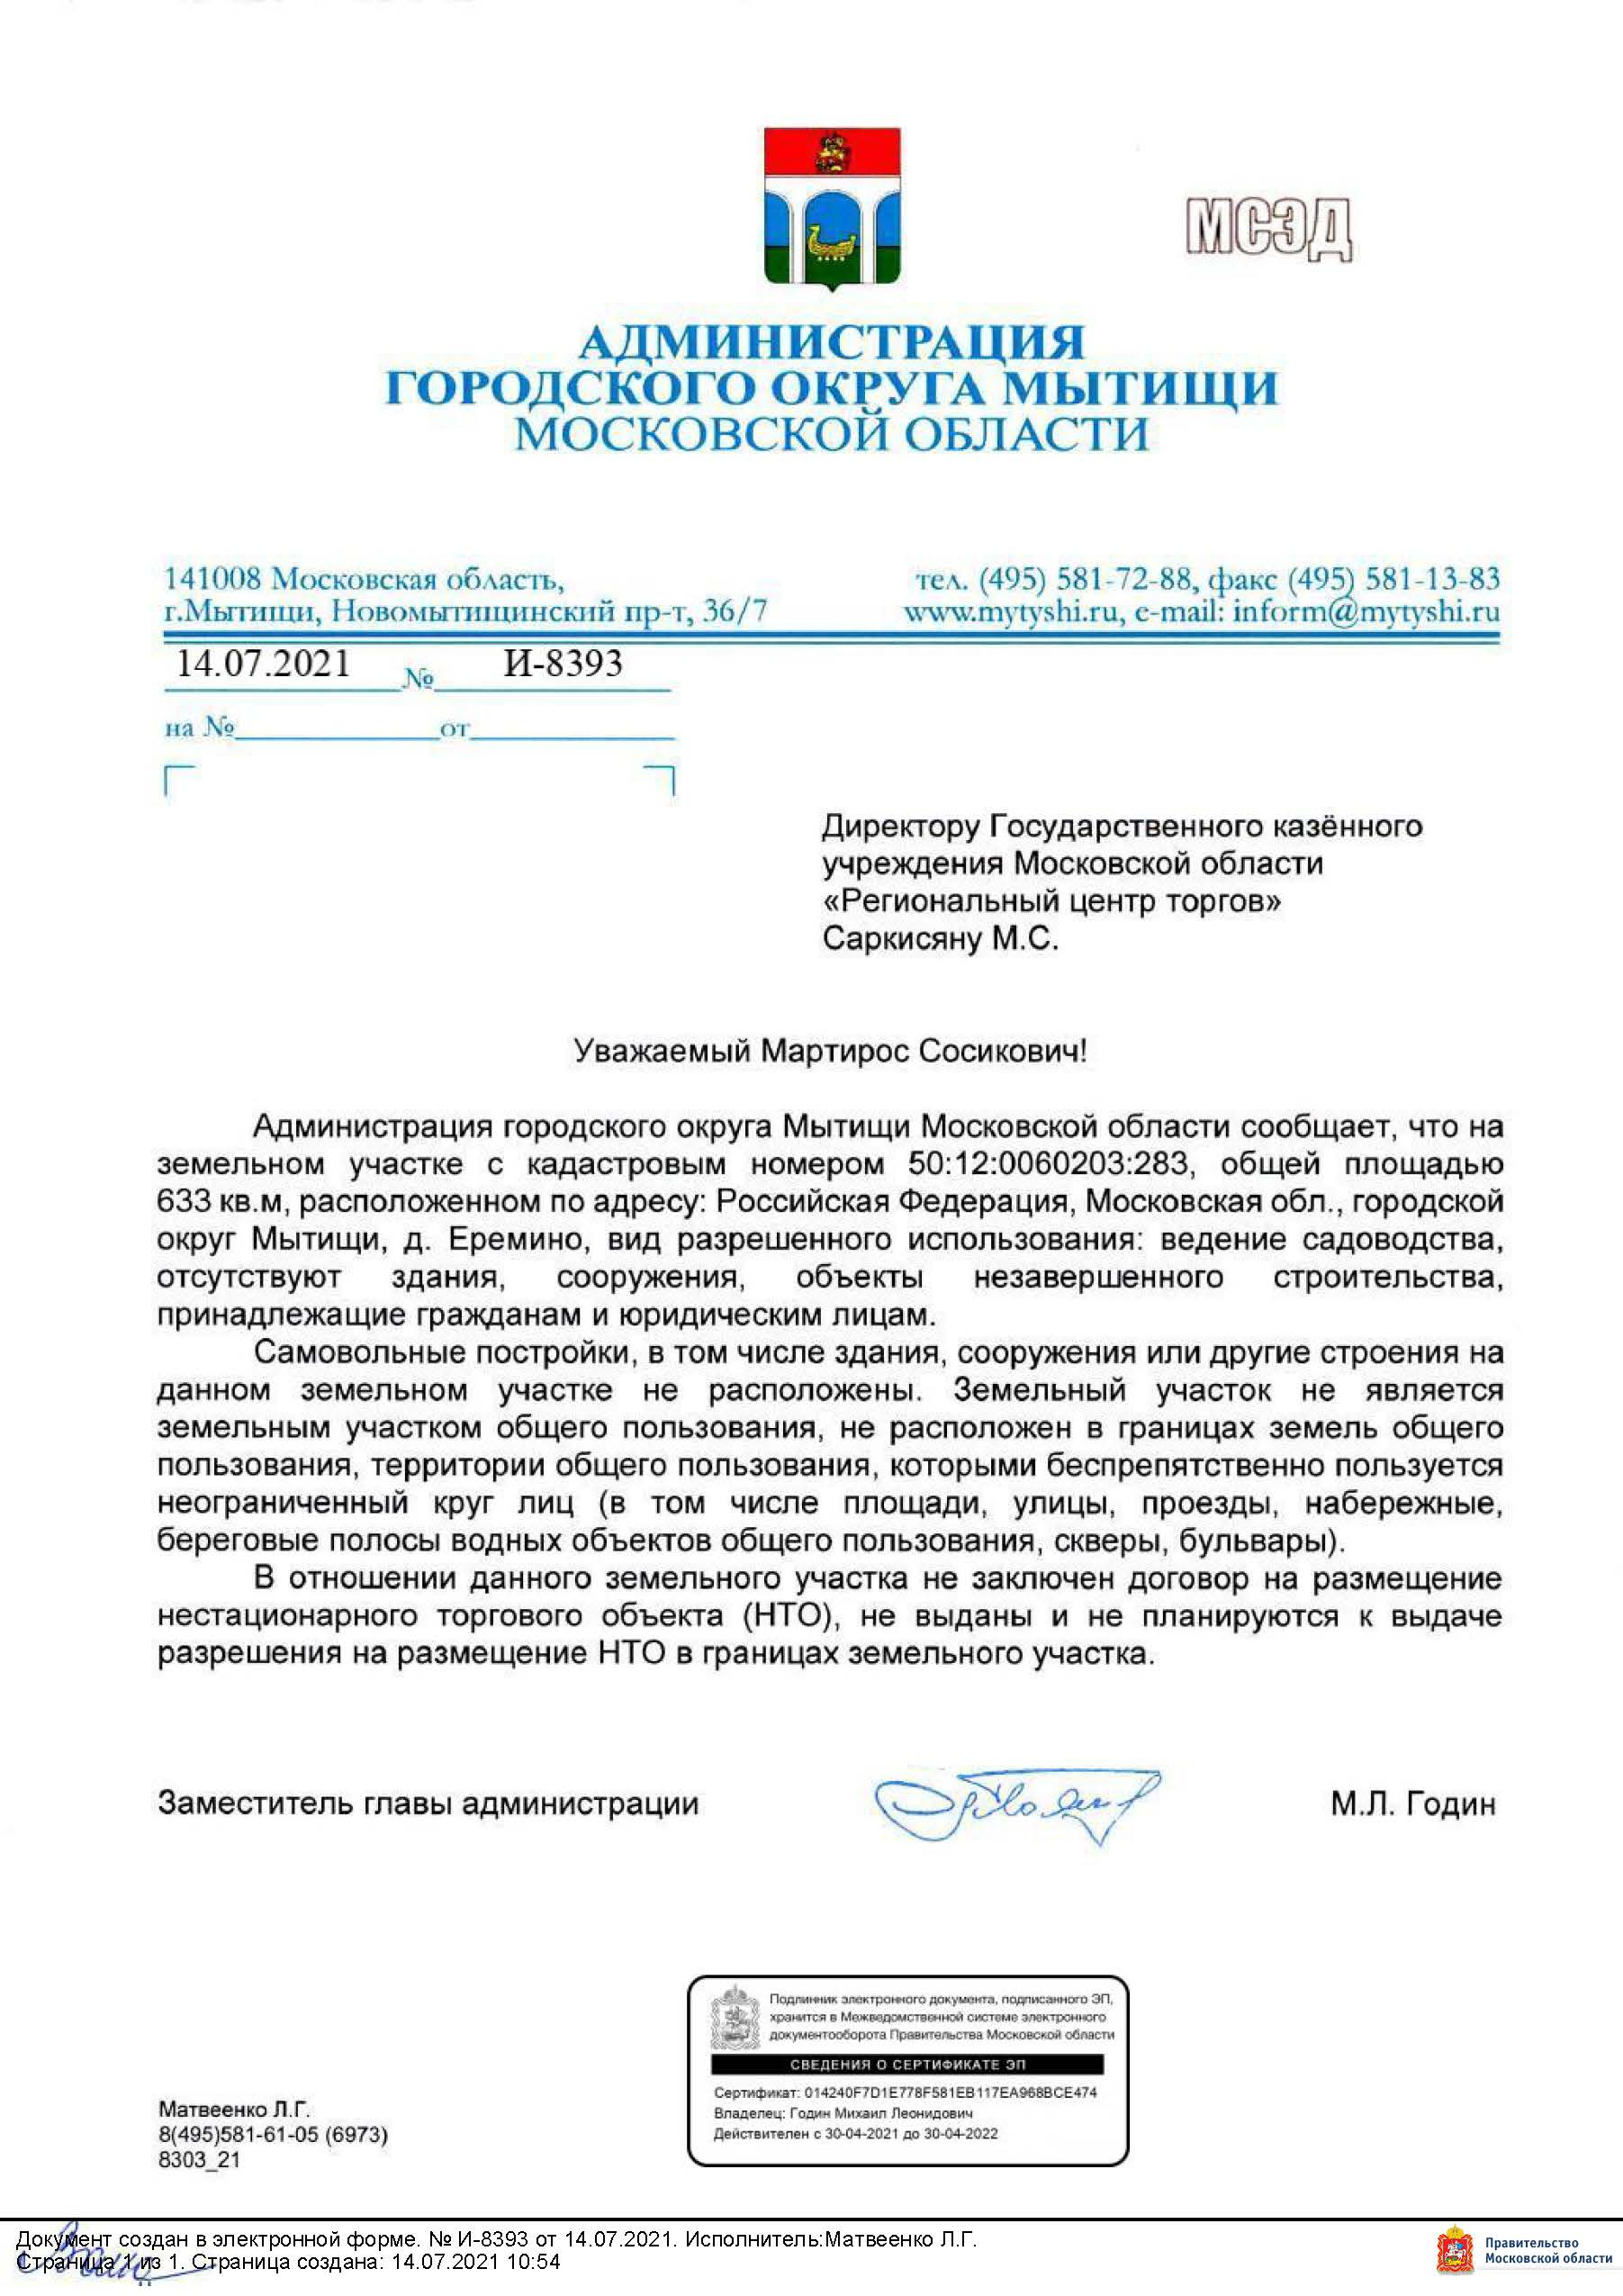 МСЭД
АДМИНИСТРАЦИЯ
ГОРОДСКОГО ОКРУГА МЫТИЩИ
МОСКОВСКОЙ ОБЛАСТИ
141008 Московская область,
г.Мытищи, Новомытищинский пр-т, 36/7
тел. (495) 581-72-88, факс (495) 581-13-83
www.mytyshi.ru, e-mail: inform@mytyshi.ru
14.07.2021 № И-8393
на № от
Директору Государственного казённого
учреждения Московской области
«Региональный центр торгов»
Саркисяну М.С.
Уважаемый Мартирос Сосикович!
Администрация городского округа Мытищи Московской области сообщает, что на
земельном участке с кадастровым номером 50:12:0060203:283, общей площадью
633 кв.м, расположенном по адресу: Российская Федерация, Московская обл., городской
округ Мытищи, д. Еремино, вид разрешенного использования: ведение садоводства,
отсутствуют здания, сооружения, объекты незавершенного строительства,
принадлежащие гражданам и юридическим лицам.
Самовольные постройки, в том числе здания, сооружения или другие строения на
данном земельном участке не расположены. Земельный участок не является
земельным участком общего пользования, не расположен в границах земель общего
пользования, территории общего пользования, которыми беспрепятственно пользуется
неограниченный круг лиц (в том числе площади, улицы, проезды, набережные,
береговые полосы водных объектов общего пользования, скверы, бульвары).
В отношении данного земельного участка не заключен договор на размещение
нестационарного торгового объекта (НТО), не выданы и не планируются к выдаче
разрешения на размещение НТО в границах земельного участка.
Заместитель главы администрации
М.Л. Годин
Подлинник электронного документа, подписанного ЭП,
хранится в Межведомственной системе электронного
документооборота Правительства Московской области
СВЕДЕНИЯ О СЕРТИФИКАТЕ ЭП
Сертификат: 014240F7D1E778F581EB117EA968BCE474
Владелец: Годин Михаил Леонидович
Действителен с 30-04-2021 до 30-04-2022
Матвеенко Л.Г.
8(495)581-61-05 (6973)
8303_21
Документ создан в электронной форме. № И-8393 от 14.07.2021. Исполнитель:Матвеенко Л.Г.
Страница 1 из 1. Страница создана: 14.07.2021 10:54
Правительство
Московской области